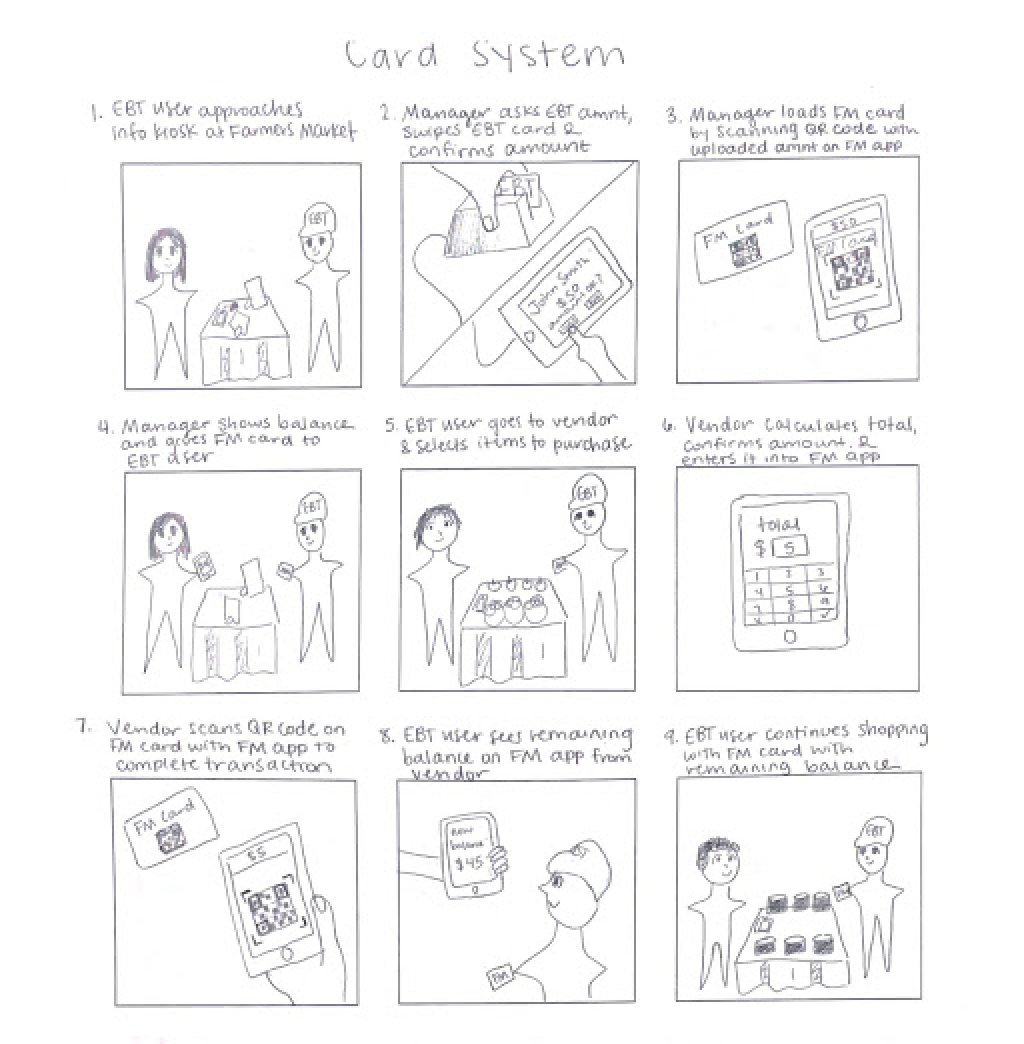 Card System
1. EBT user approaches
info kiosk at Farmers Market
2. Manager asks EBT amnt,
swipes EBT card &
confirms amount
3. Manager loads FM card
by scanning QR code with
uploaded amnt on FM app
EBT
EBT
John Smith
$50
amount OK?
FM Card
$50
FM Card
4. Manager shows balance
and gives FM card to
EBT user
5. EBT user goes to vendor
& selects items to purchase
6. Vendor calculates total,
confirms amount. &
enters it into FM app
EBT
EBT
total
$ 5
1 2 3
4 5 6
7 8 9
0
7. Vendor scans QR code on
FM card with FM app to
complete transaction
8. EBT user sees remaining
balance on FM app from
vendor
9. EBT user continues shopping
with FM card with
remaining balance
FM Card
$5
new
balance
$45
FM
EBT
FM